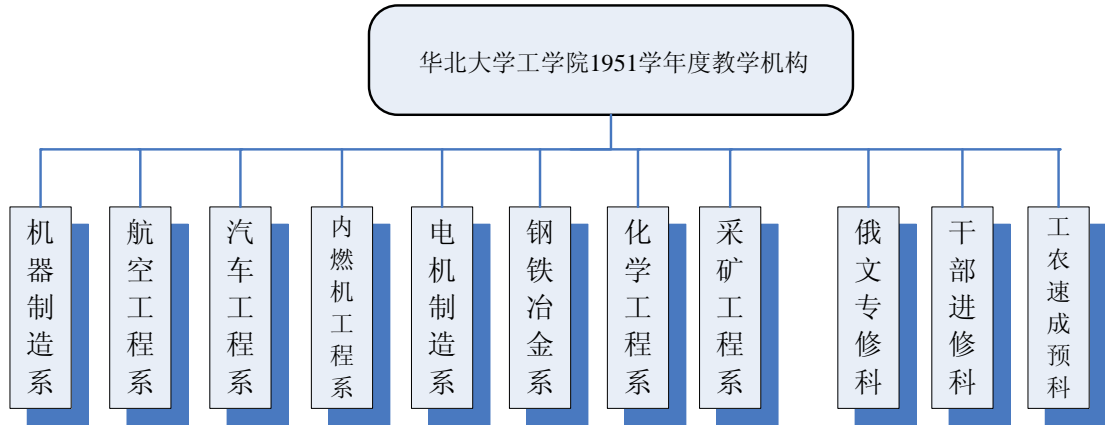 华北大学工学院1951学年度教学机构
机器制造系
航空工程系
汽车工程系
内燃机工程系
电机制造系
钢铁冶金系
化学工程系
采矿工程系
俄文专修科
干部进修科
工农速成预科